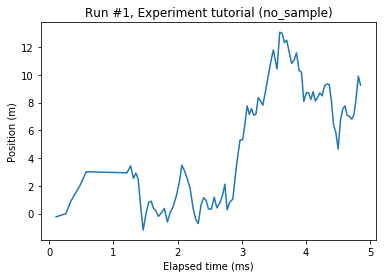 Run #1, Experiment tutorial (no_sample)
Position (m)
12
10
8
6
4
2
0
0 1 2 3 4 5
Elapsed time (ms)